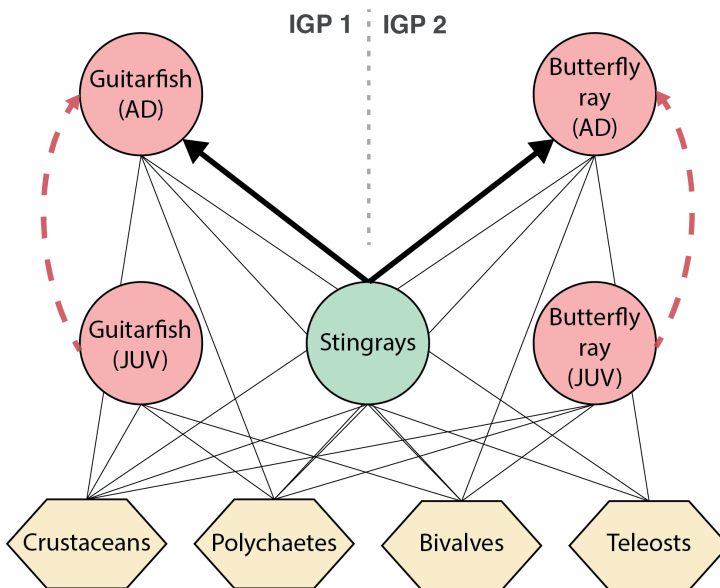 IGP 1
IGP 2
Guitarfish
(AD)
Butterfly
ray
(AD)
Guitarfish
(JUV)
Stingrays
Butterfly
ray
(JUV)
Crustaceans
Polychaetes
Bivalves
Teleosts